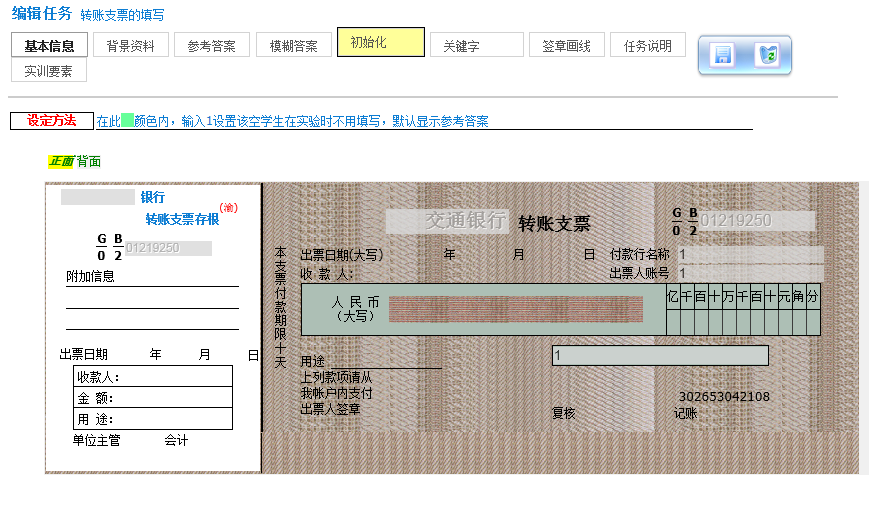 编辑任务 转账支票的填写
基本信息 背景资料 参考答案 模糊答案 初始化 关键字 签章画线 任务说明
实训要素
设定方法 在此 颜色内，输入1设置该空学生在实验时不用填写，默认显示参考答案
正面 背面
银行
转账支票存根
(渝)
G B
0 2
01219250
附加信息
出票日期 年 月 日
收款人：
金 额：
用 途：
单位主管 会计
本支票付款期限十天
交通银行 转账支票
G B
0 2
01219250
出票日期(大写) 年 月 日 付款行名称 1
收 款 人： 出票人账号 1
人 民 币
（大写）
亿 千 百 十 万 千 百 十 元 角 分
1
用途
上列款项请从
我帐户内支付
出票人签章
302653042108
复核 记账